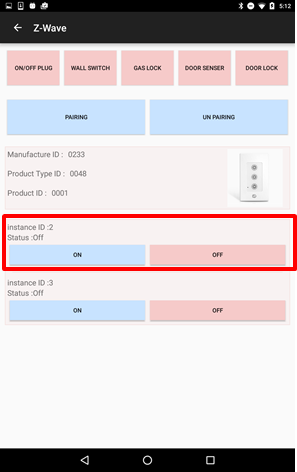 5:12
Z-Wave
ON/OFF PLUG WALL SWITCH GAS LOCK DOOR SENSER DOOR LOCK
PAIRING UN PAIRING
Manufacture ID : 0233
Product Type ID : 0048
Product ID : 0001
instance ID :2
Status :Off
ON OFF
instance ID :3
Status :Off
ON OFF